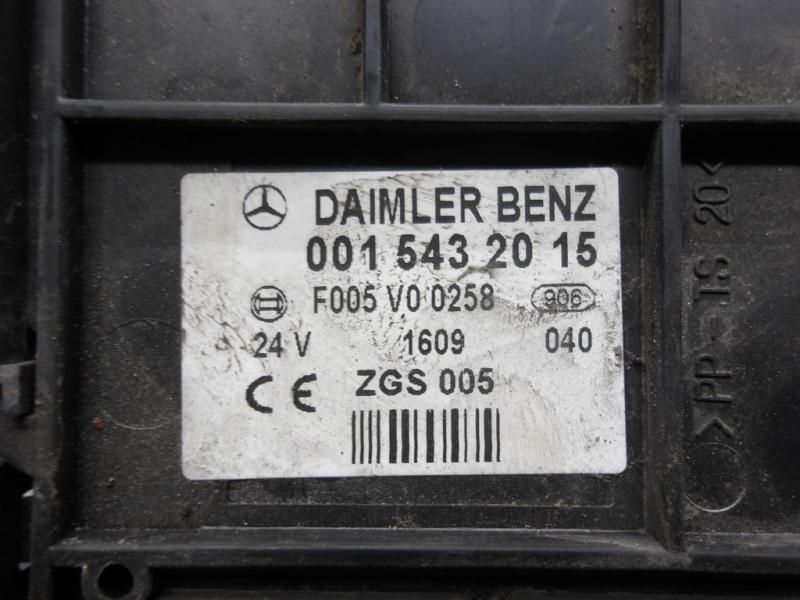 DAIMLER BENZ
001 543 20 15
F005 V0 0258 906
24 V 1609 040
CE ZGS 005
>PP - TS 20<